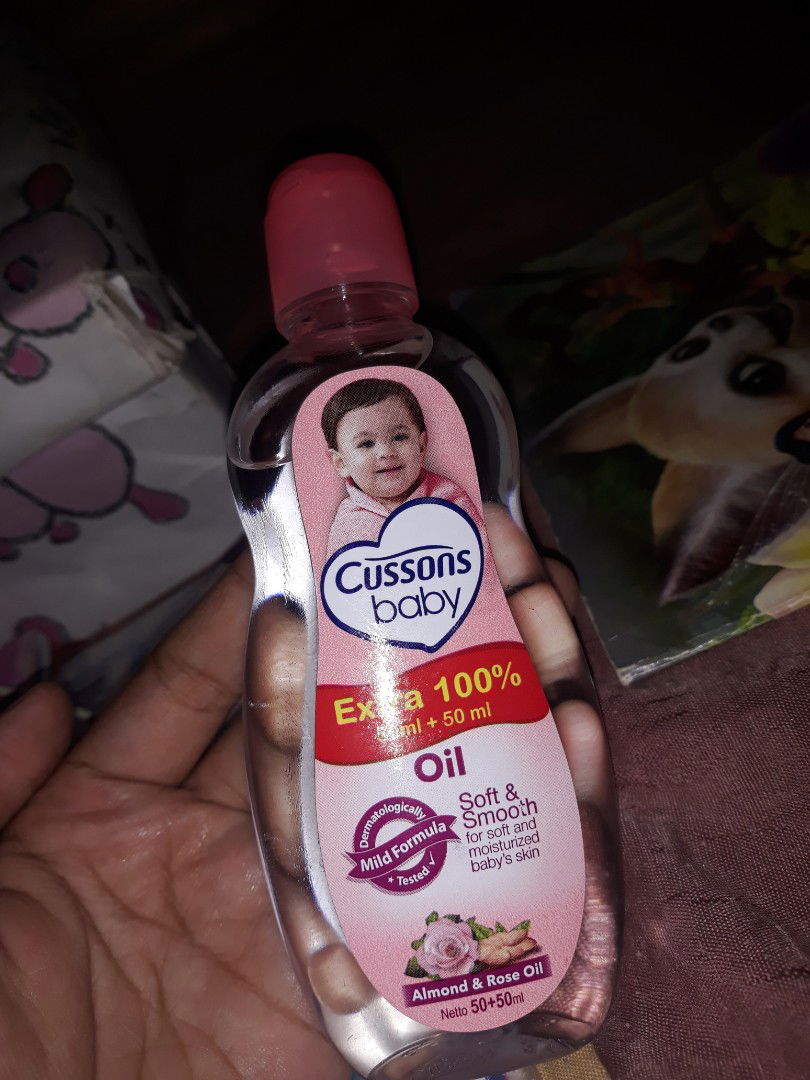 Cussons
baby
Extra 100%
ml + 50 ml
Oil
Dermatologically
Mild Formula
Tested
Soft &
Smooth
for soft and
moisturized
baby's skin
Almond & Rose Oil
Netto 50+50ml